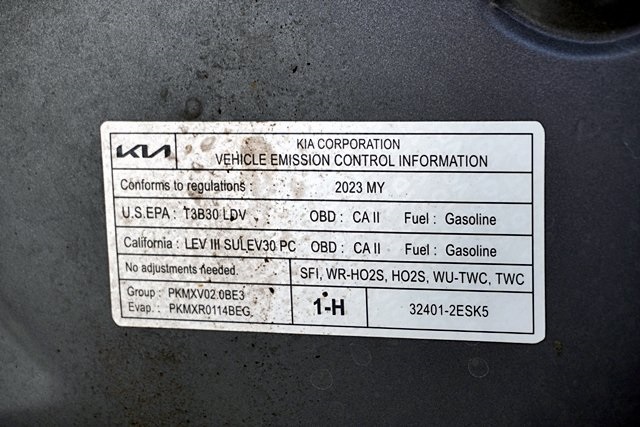 KIA
KIA CORPORATION
VEHICLE EMISSION CONTROL INFORMATION
Conforms to regulations : 2023 MY
U.S.EPA : T3B30 LDV OBD : CA II Fuel : Gasoline
California : LEV III SULEV30 PC OBD : CA II Fuel : Gasoline
No adjustments needed. SFI, WR-HO2S, HO2S, WU-TWC, TWC
Group : PKMXV02.0BE3
Evap. : PKMXR0114BEG
1-H
32401-2ESK5